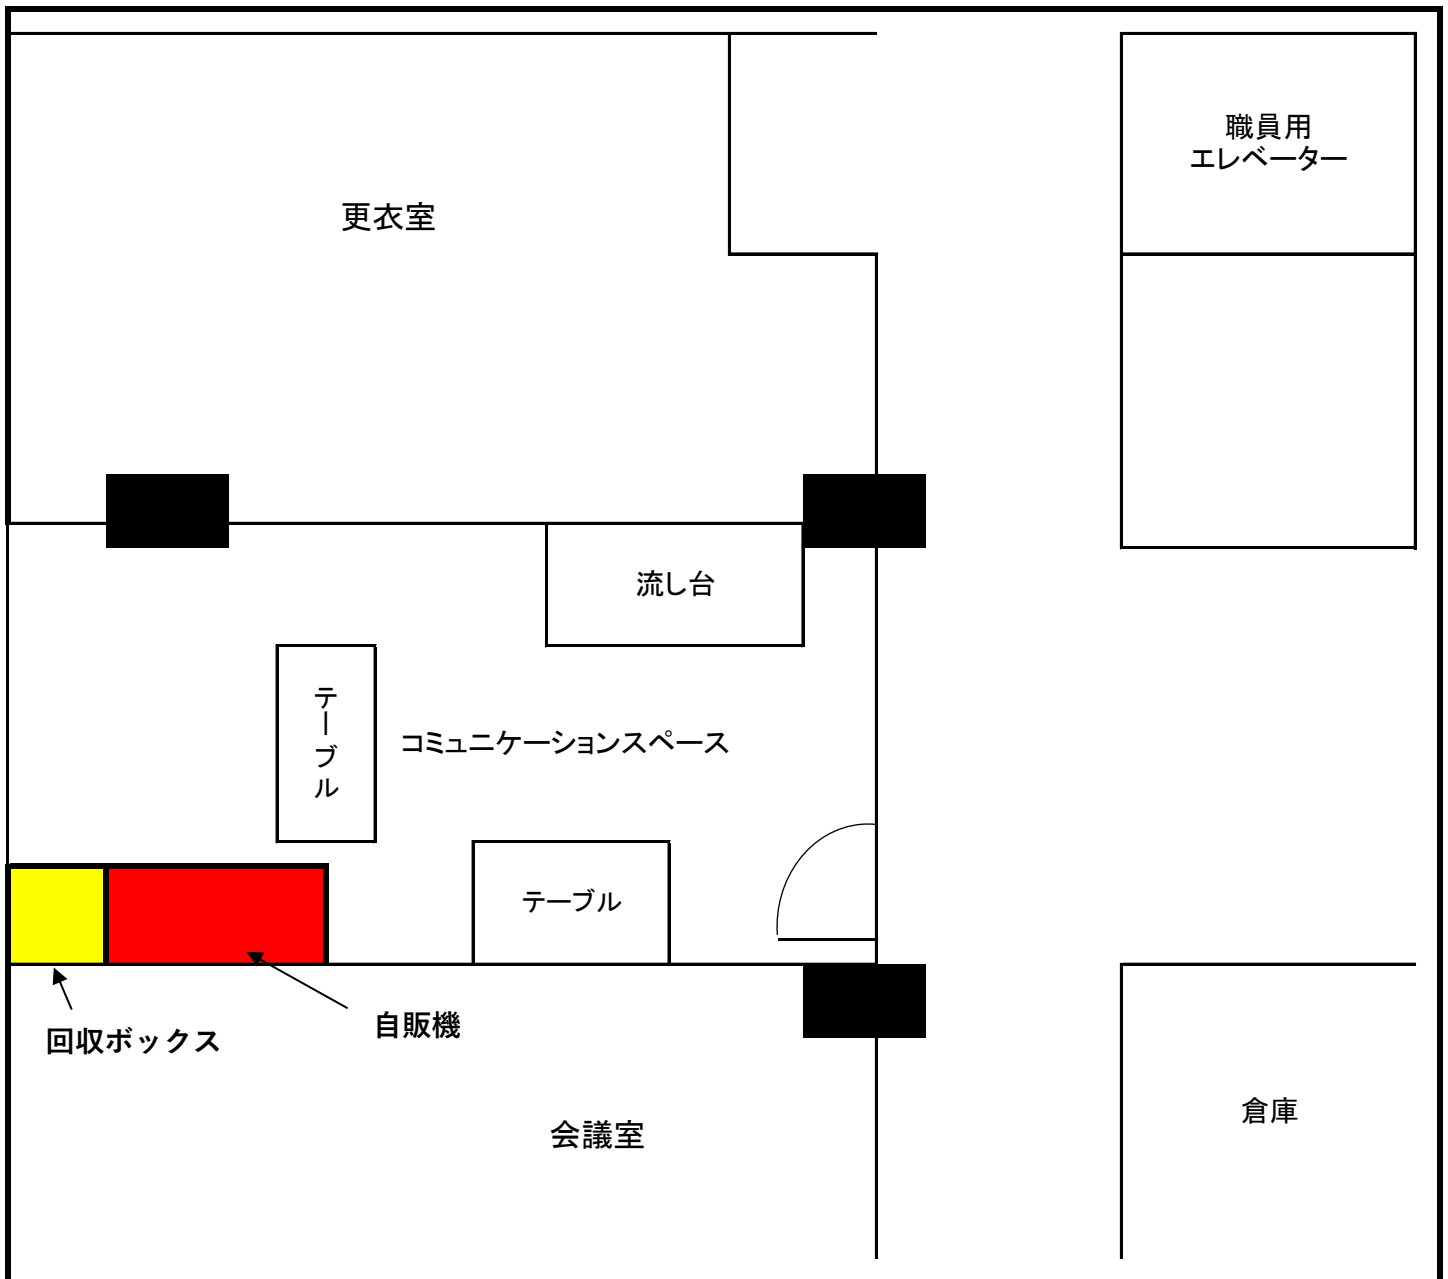 職員用
エレベーター
更衣室
流し台
テーブル
コミュニケーションスペース
テーブル
自販機
回収ボックス
倉庫
会議室